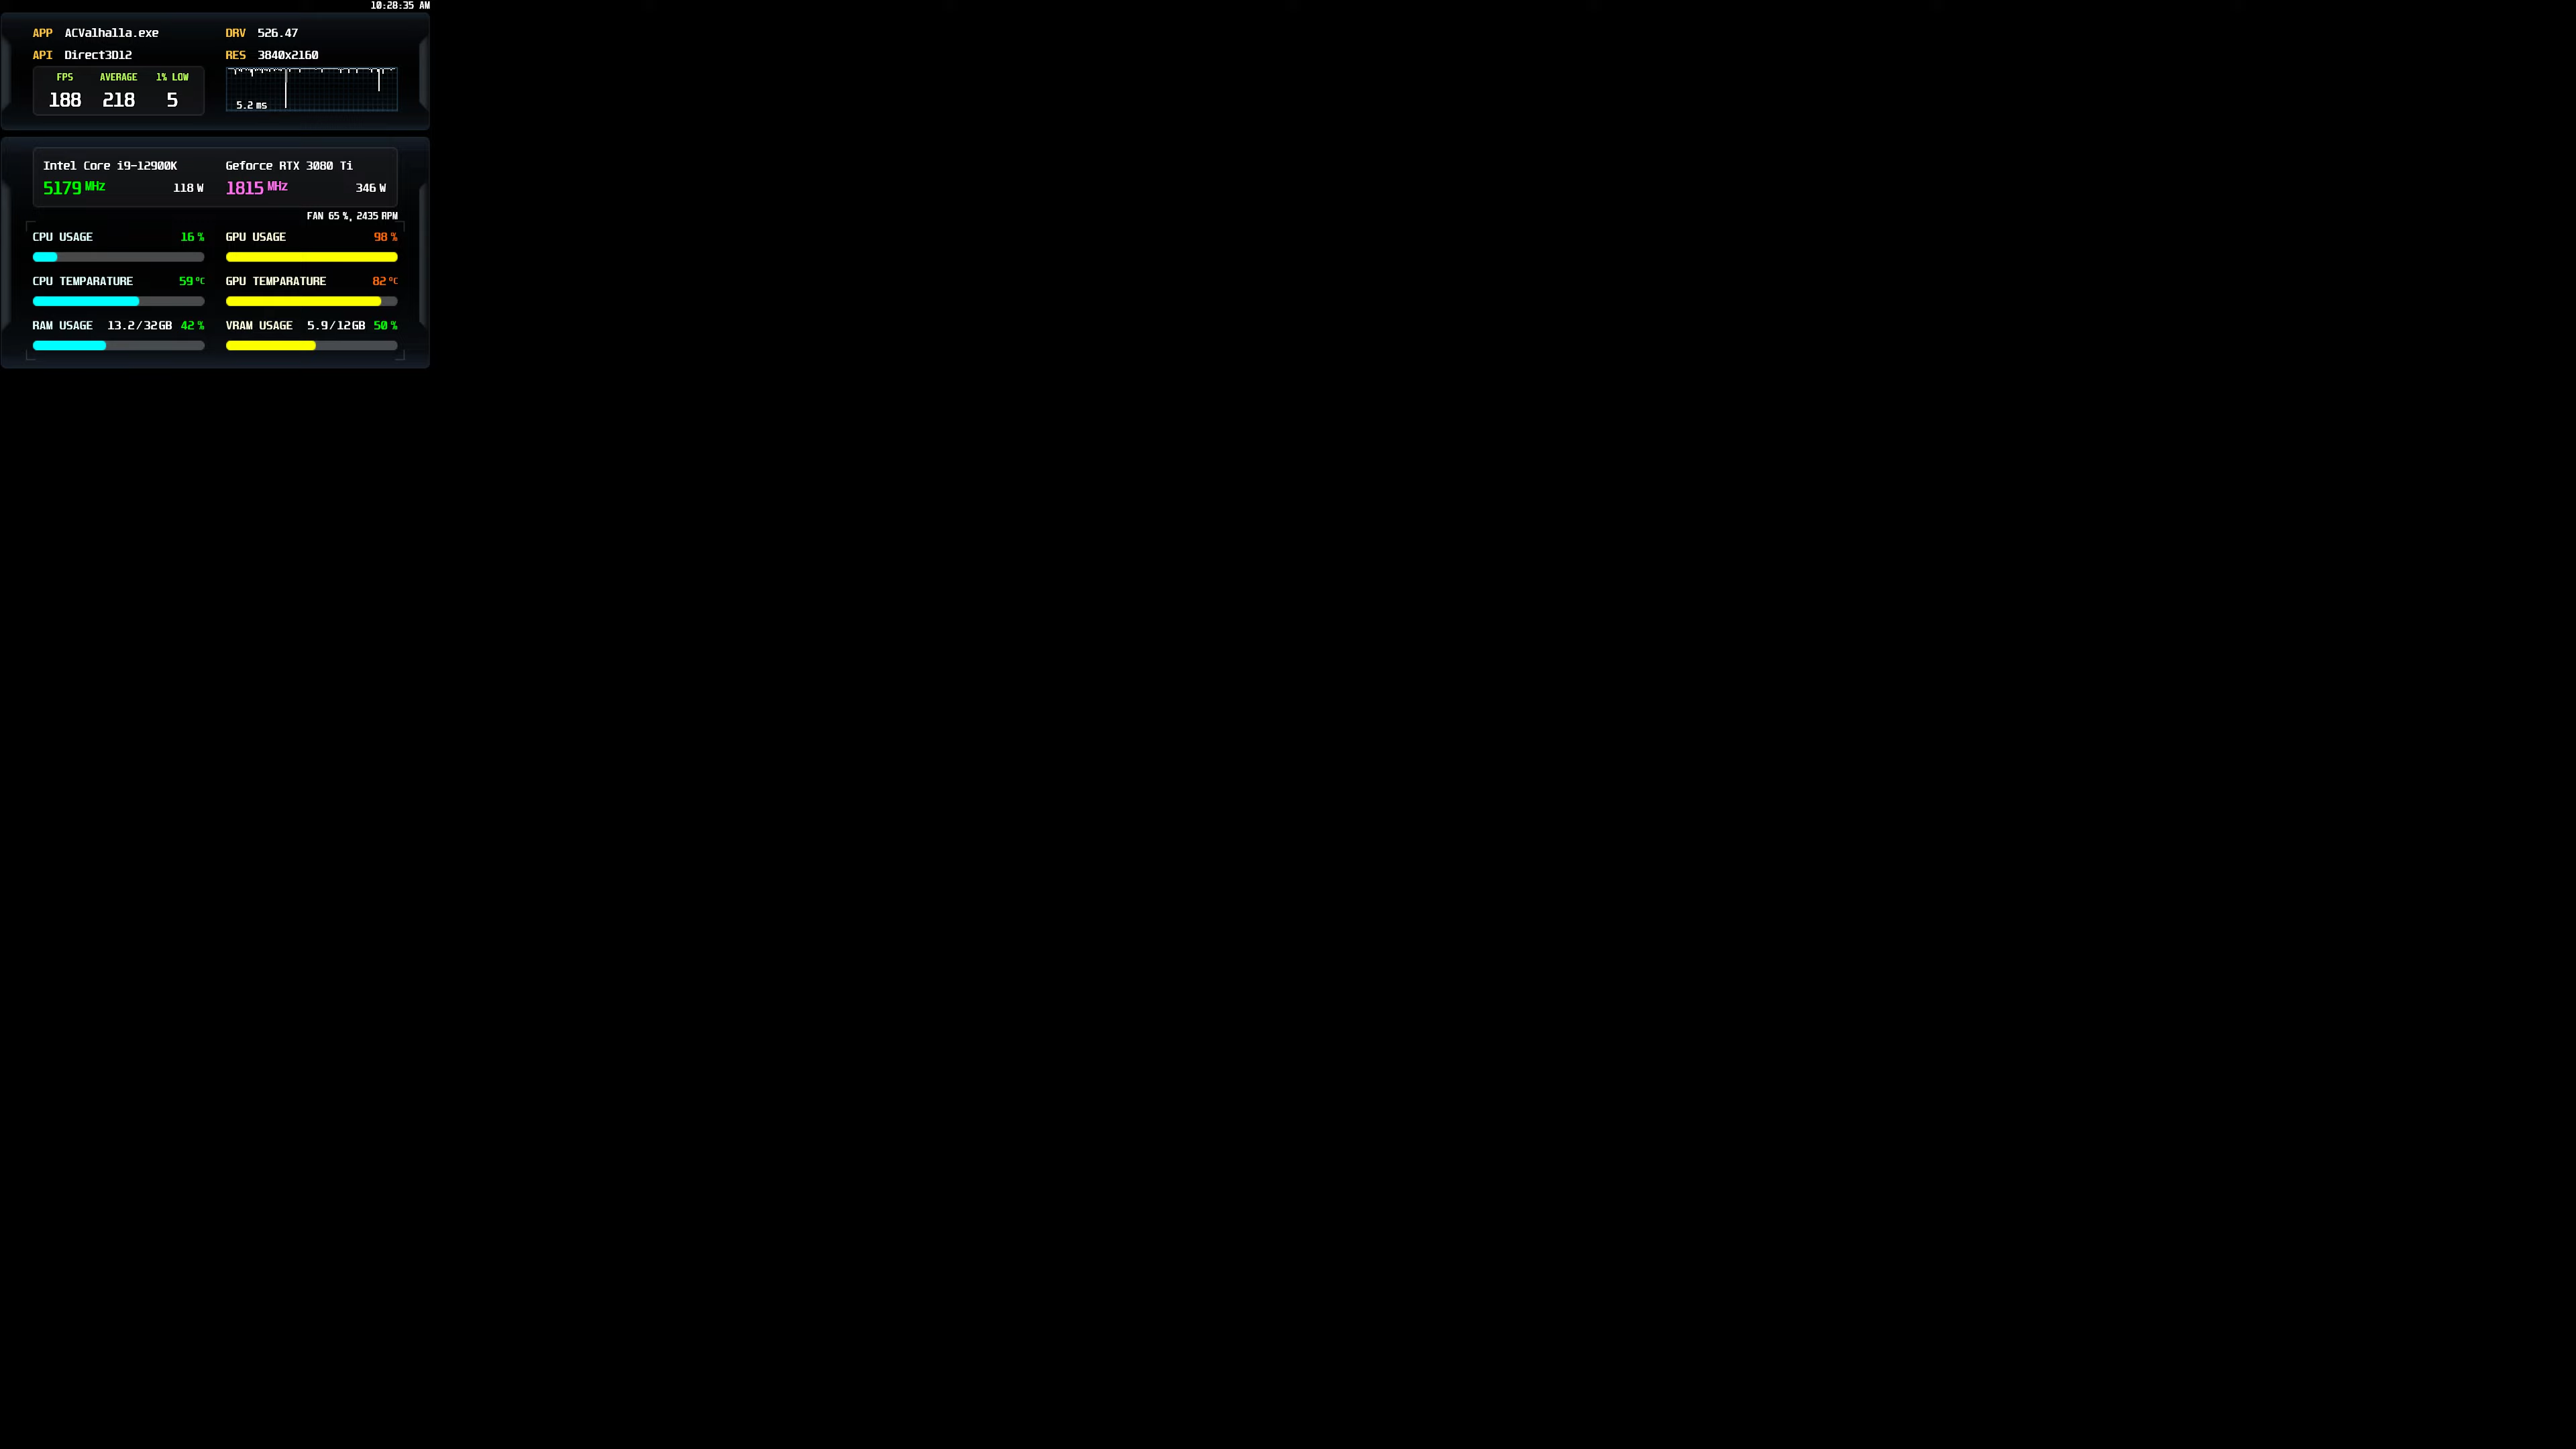 10:28:35 AM
APP ACValhalla.exe DRV 526.47
API Direct3D12 RES 3840x2160
FPS AVERAGE 1% LOW
188 218 5 5.2 ms
Intel Core i9-12900K Geforce RTX 3080 Ti
5179 MHz 118 W 1815 MHz 346 W
FAN 65 %, 2435 RPM
CPU USAGE 16 % GPU USAGE 98 %
CPU TEMPARATURE 59 °C GPU TEMPARATURE 82 °C
RAM USAGE 13.2/32GB 42 % VRAM USAGE 5.9/12GB 50 %